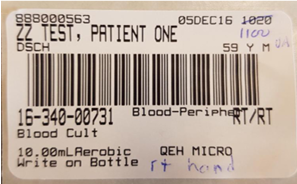 888000563 05DEC16 1020
1100
ZZ TEST, PATIENT ONE
DSCH 59 Y M
16-340-00731 Blood-Periphe RT/RT
Blood Cult
10.00mLAerobic QEH MICRO
Write on Bottle rt hand